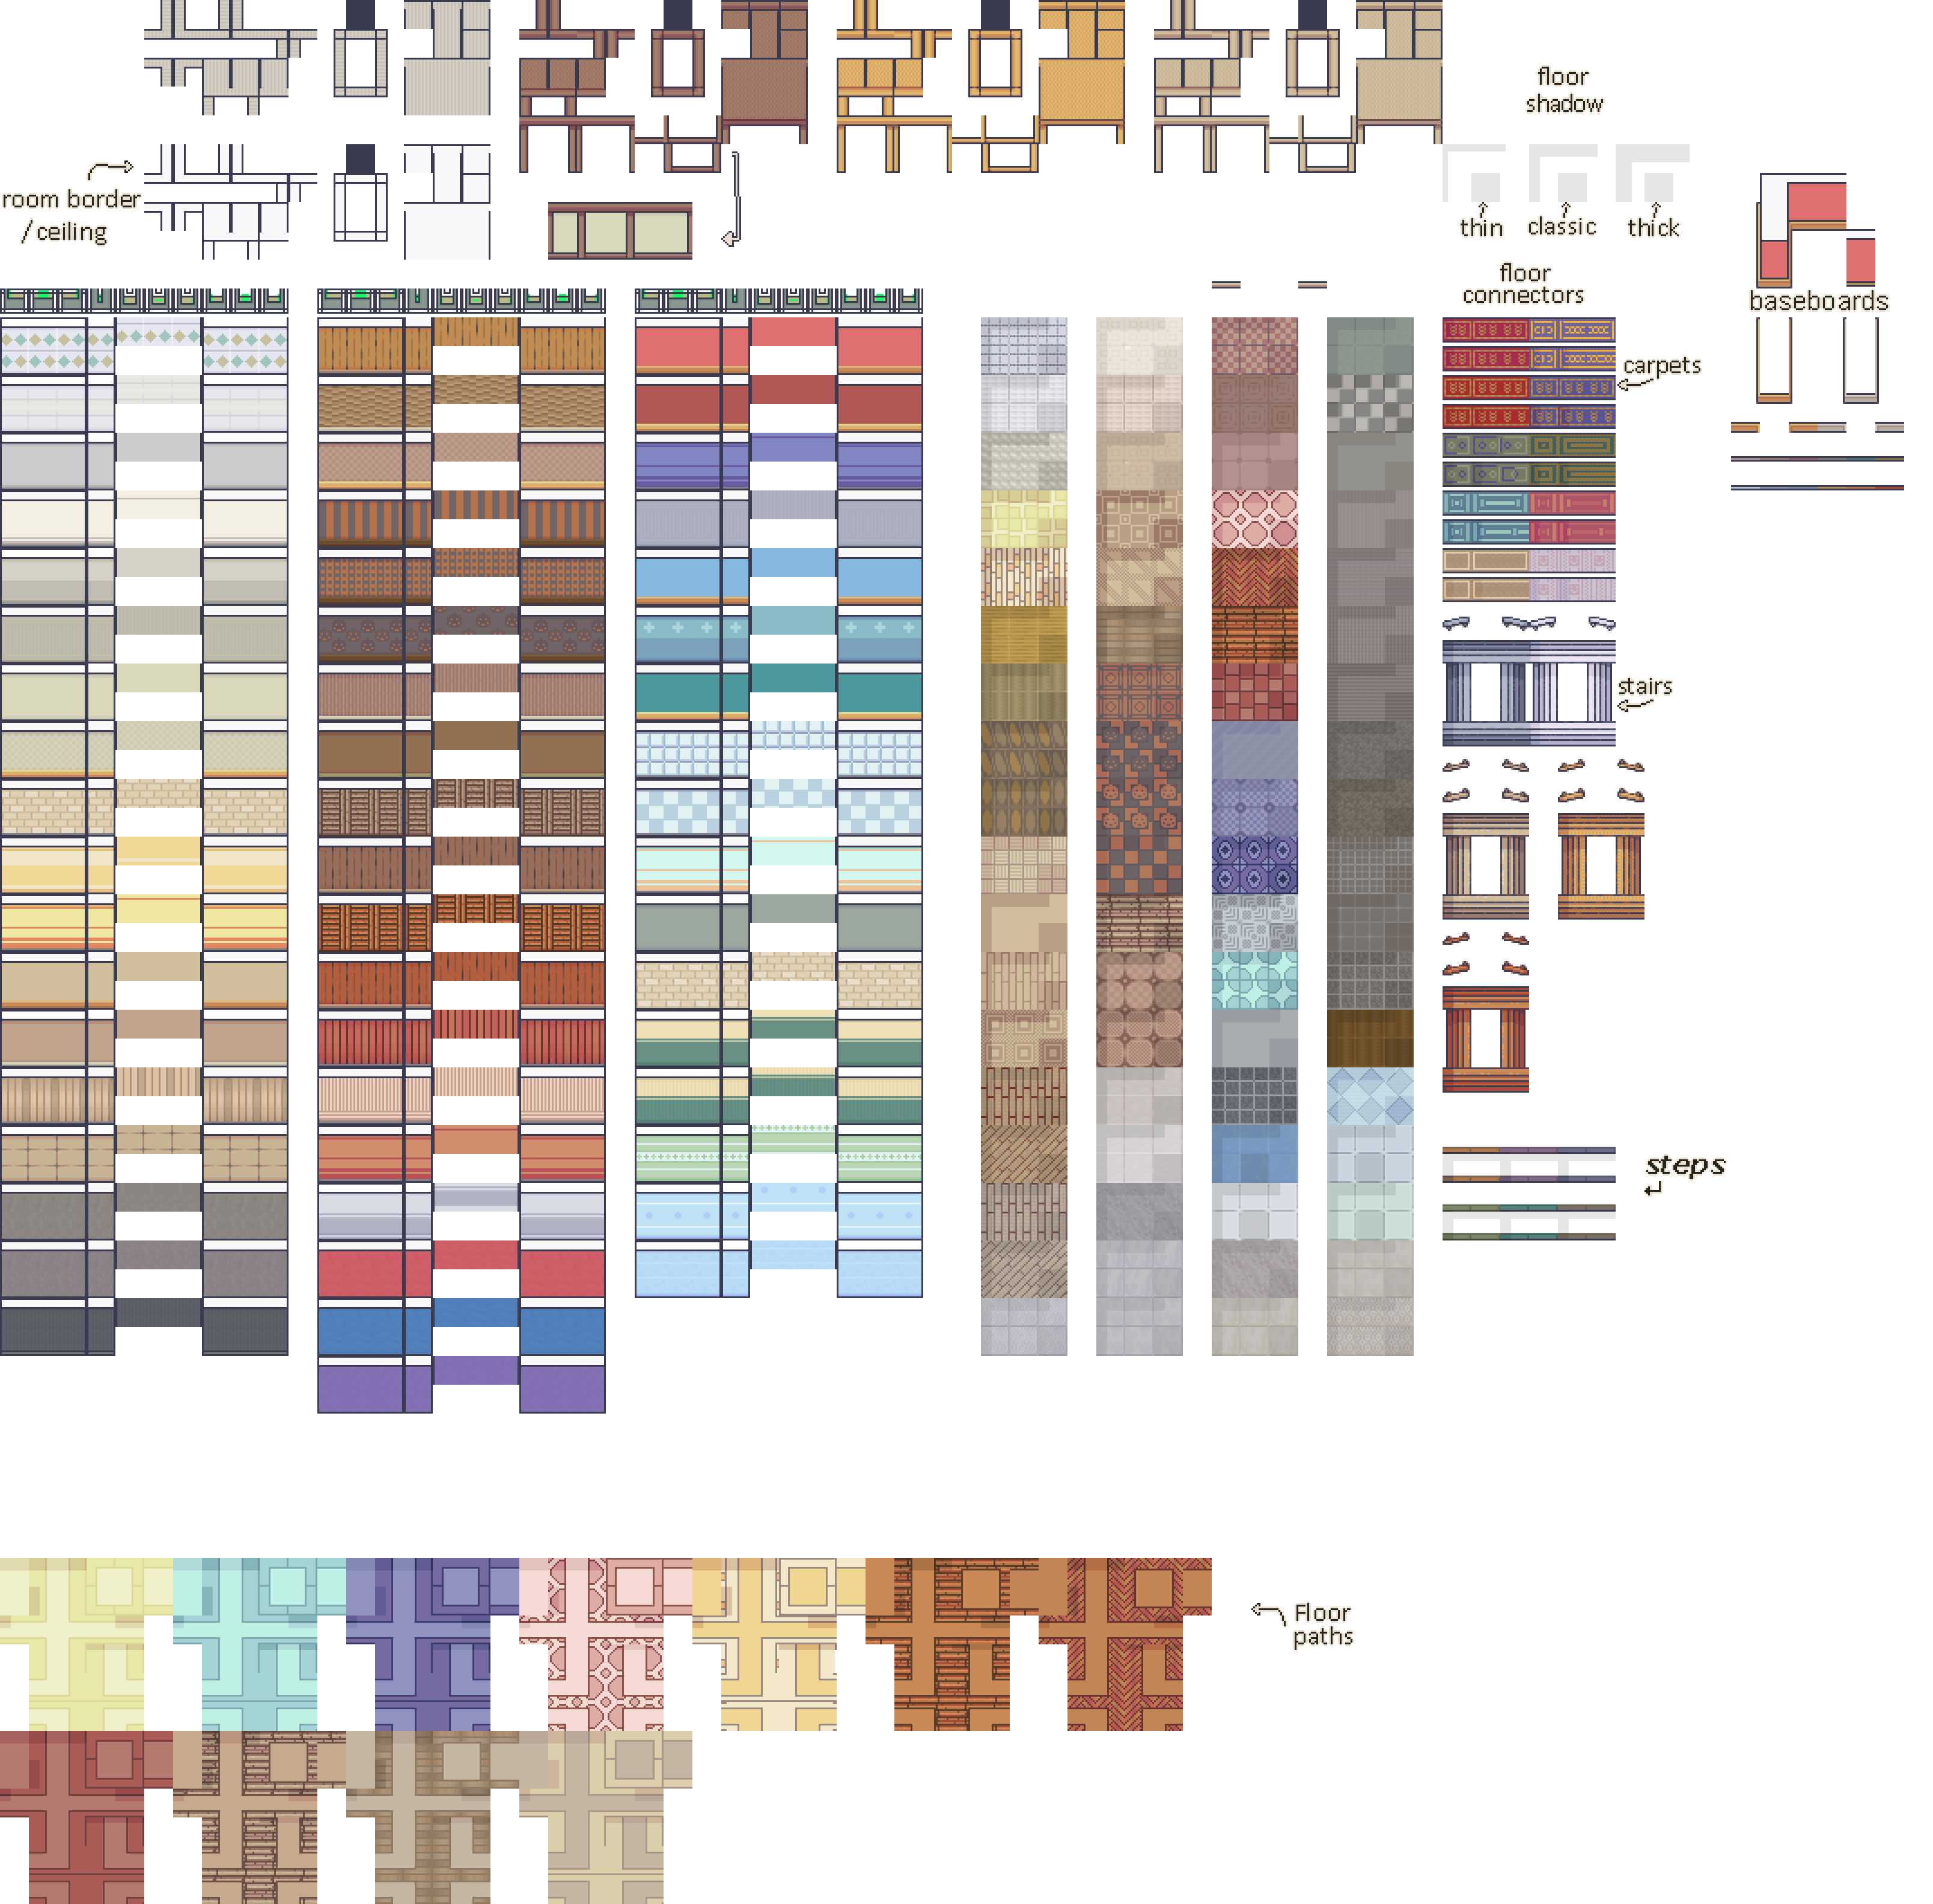 floor
shadow
room border
/ceiling
thin
classic
thick
floor
connectors
baseboards
carpets
stairs
steps
Floor
paths